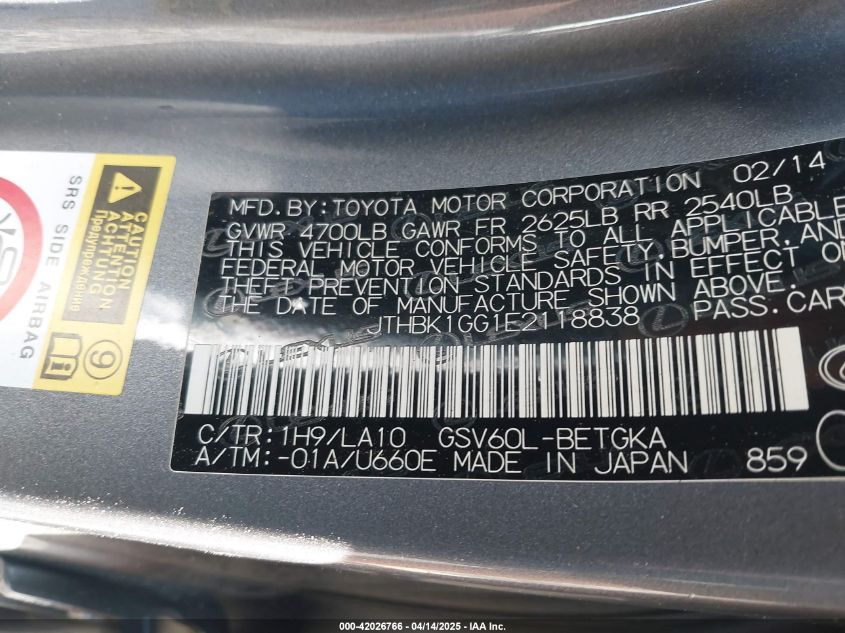 MFD.BY:TOYOTA MOTOR CORPORATION 02/14
GVWR 4700LB GAWR FR 2625LB RR 2540LB
THIS VEHICLE CONFORMS TO ALL APPLICABLE
FEDERAL MOTOR VEHICLE SAFETY,BUMPER,AND
THEFT PREVENTION STANDARDS IN EFFECT ON
THE DATE OF MANUFACTURE SHOWN ABOVE.
JTHBK1GG1E2118838 PASS.CAR
C/TR:1H9/LA10 GSV60L-BETGKA
A/TM:-01A/U660E MADE IN JAPAN 859
SRS SIDE AIRBAG
CAUTION
ATTENTION
ACHTUNG
Предупреждение
9
i
000-42026766 - 04/14/2025 - IAA Inc.